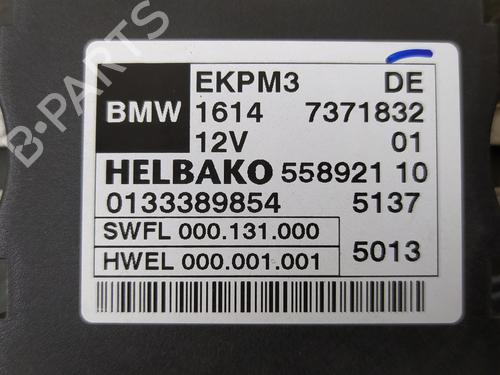 B-PARTS
EKPM3 DE
BMW 1614 7371832
12V 01
HELBAKO 558921 10
0133389854 5137
SWFL 000.131.000
HWEL 000.001.001 5013